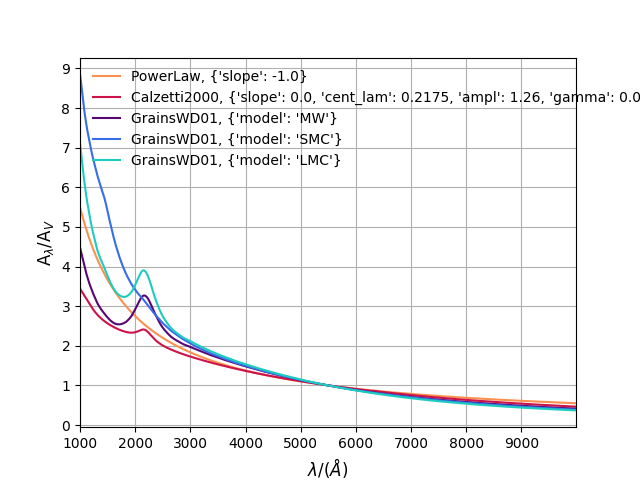 9
8
7
6
5
4
3
2
1
0
A_λ/A_V
PowerLaw, {'slope': -1.0}
Calzetti2000, {'slope': 0.0, 'cent_lam': 0.2175, 'ampl': 1.26, 'gamma': 0.0
GrainsWD01, {'model': 'MW'}
GrainsWD01, {'model': 'SMC'}
GrainsWD01, {'model': 'LMC'}
1000 2000 3000 4000 5000 6000 7000 8000 9000
λ/(Å)